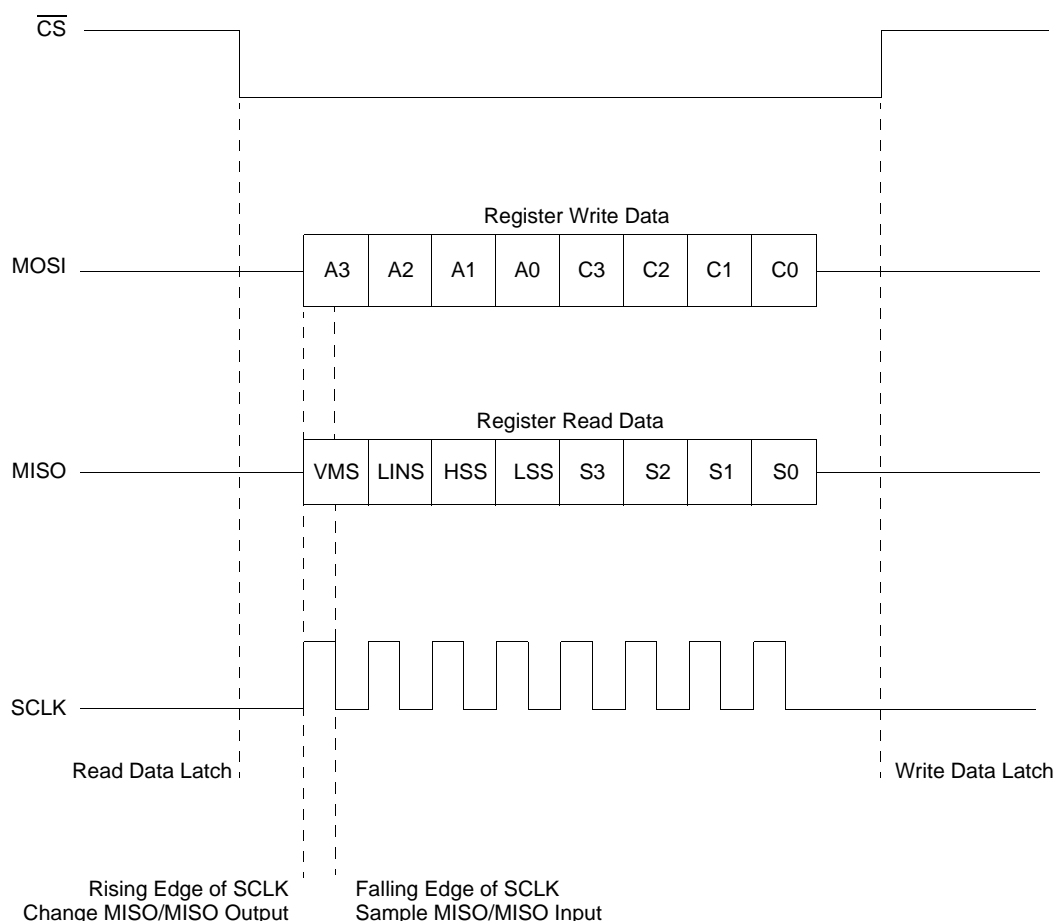 CS
Register Write Data
MOSI
A3 A2 A1 A0 C3 C2 C1 C0
Register Read Data
MISO
VMS LINS HSS LSS S3 S2 S1 S0
SCLK
Read Data Latch
Write Data Latch
Rising Edge of SCLK
Change MISO/MISO Output
Falling Edge of SCLK
Sample MISO/MISO Input